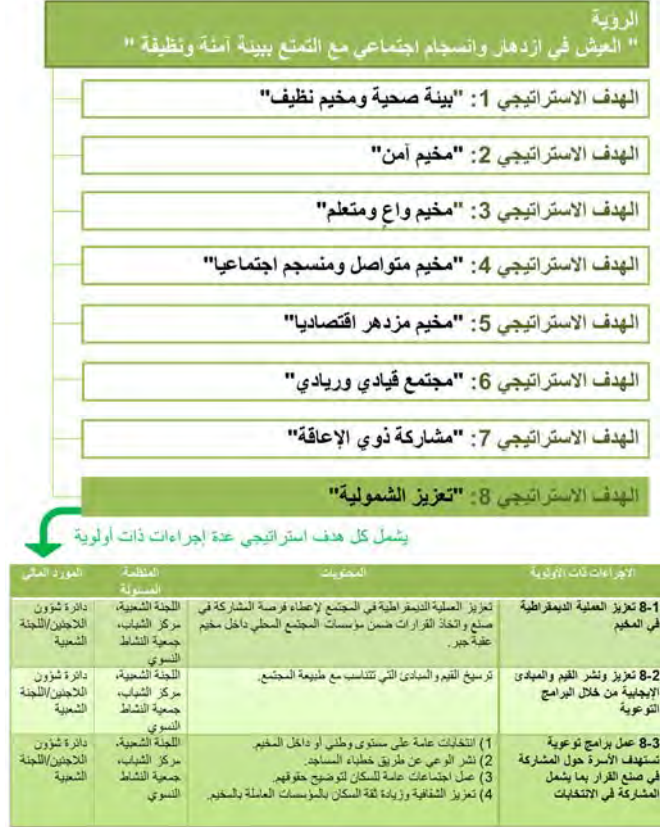 الرؤية
" العيش في ازدهار وانسجام اجتماعي مع التمتع ببيئة آمنة ونظيفة "
الهدف الاستراتيجي 1: "بيئة صحية ومخيم نظيف"
الهدف الاستراتيجي 2: "مخيم آمن"
الهدف الاستراتيجي 3: "مخيم واعٍ ومتعلم"
الهدف الاستراتيجي 4: "مخيم متواصل ومنسجم اجتماعيا"
الهدف الاستراتيجي 5: "مخيم مزدهر اقتصاديا"
الهدف الاستراتيجي 6: "مجتمع قيادي وريادي"
الهدف الاستراتيجي 7: "مشاركة ذوي الإعاقة"
الهدف الاستراتيجي 8: "تعزيز الشمولية"
يشمل كل هدف استراتيجي عدة إجراءات ذات أولوية
الاجراءات ذات الأولوية
المحتويات
المنظمة
المسئولة
المورد المالي
8-1 تعزيز العملية الديمقراطية
في المخيم
تعزيز العملية الديمقراطية في المجتمع لإعطاء فرصة المشاركة في
صنع واتخاذ القرارات ضمن مؤسسات المجتمع المحلي داخل مخيم
عقبة جبر.
اللجنة الشعبية،
مركز الشباب،
جمعية النشاط
النسوي
دائرة شؤون
اللاجئين/اللجنة
الشعبية
8-2 تعزيز ونشر القيم والمبادئ
الإيجابية من خلال البرامج
التوعوية
ترسيخ القيم والمبادئ التي تتناسب مع طبيعة المجتمع.
اللجنة الشعبية،
مركز الشباب،
جمعية النشاط
النسوي
دائرة شؤون
اللاجئين/اللجنة
الشعبية
8-3 عمل برامج توعوية
تستهدف الأسرة حول المشاركة
في صنع القرار بما يشمل
المشاركة في الانتخابات
1) انتخابات عامة على مستوى وطني أو داخل المخيم.
2) نشر الوعي عن طريق خطباء المساجد.
3) عمل اجتماعات عامة للسكان لتوضيح حقوقهم.
4) تعزيز الشفافية وزيادة ثقة السكان بالمؤسسات العاملة بالمخيم.
اللجنة الشعبية،
مركز الشباب،
جمعية النشاط
النسوي
دائرة شؤون
اللاجئين/اللجنة
الشعبية